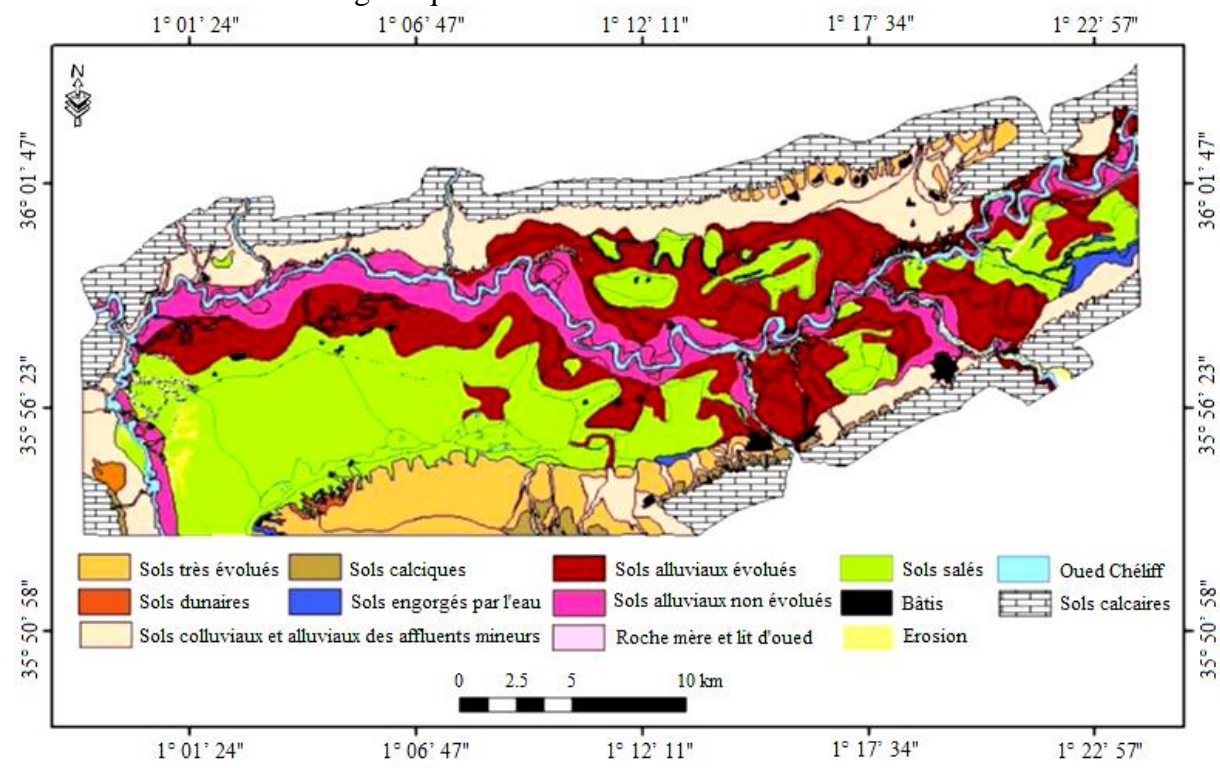 1° 01' 24" 1° 06' 47" 1° 12' 11" 1° 17' 34" 1° 22' 57"
N
36° 01' 47" 36° 01' 47"
35° 56' 23" 35° 56' 23"
35° 50' 58" 35° 50' 58"
Sols très évolués Sols calciques Sols alluviaux évolués Sols salés Oued Chéliff
Sols dunaires Sols engorgés par l'eau Sols alluviaux non évolués Bâtis Sols calcaires
Sols colluviaux et alluviaux des affluents mineurs Roche mère et lit d'oued Erosion
0 2.5 5 10 km
1° 01' 24" 1° 06' 47" 1° 12' 11" 1° 17' 34" 1° 22' 57"